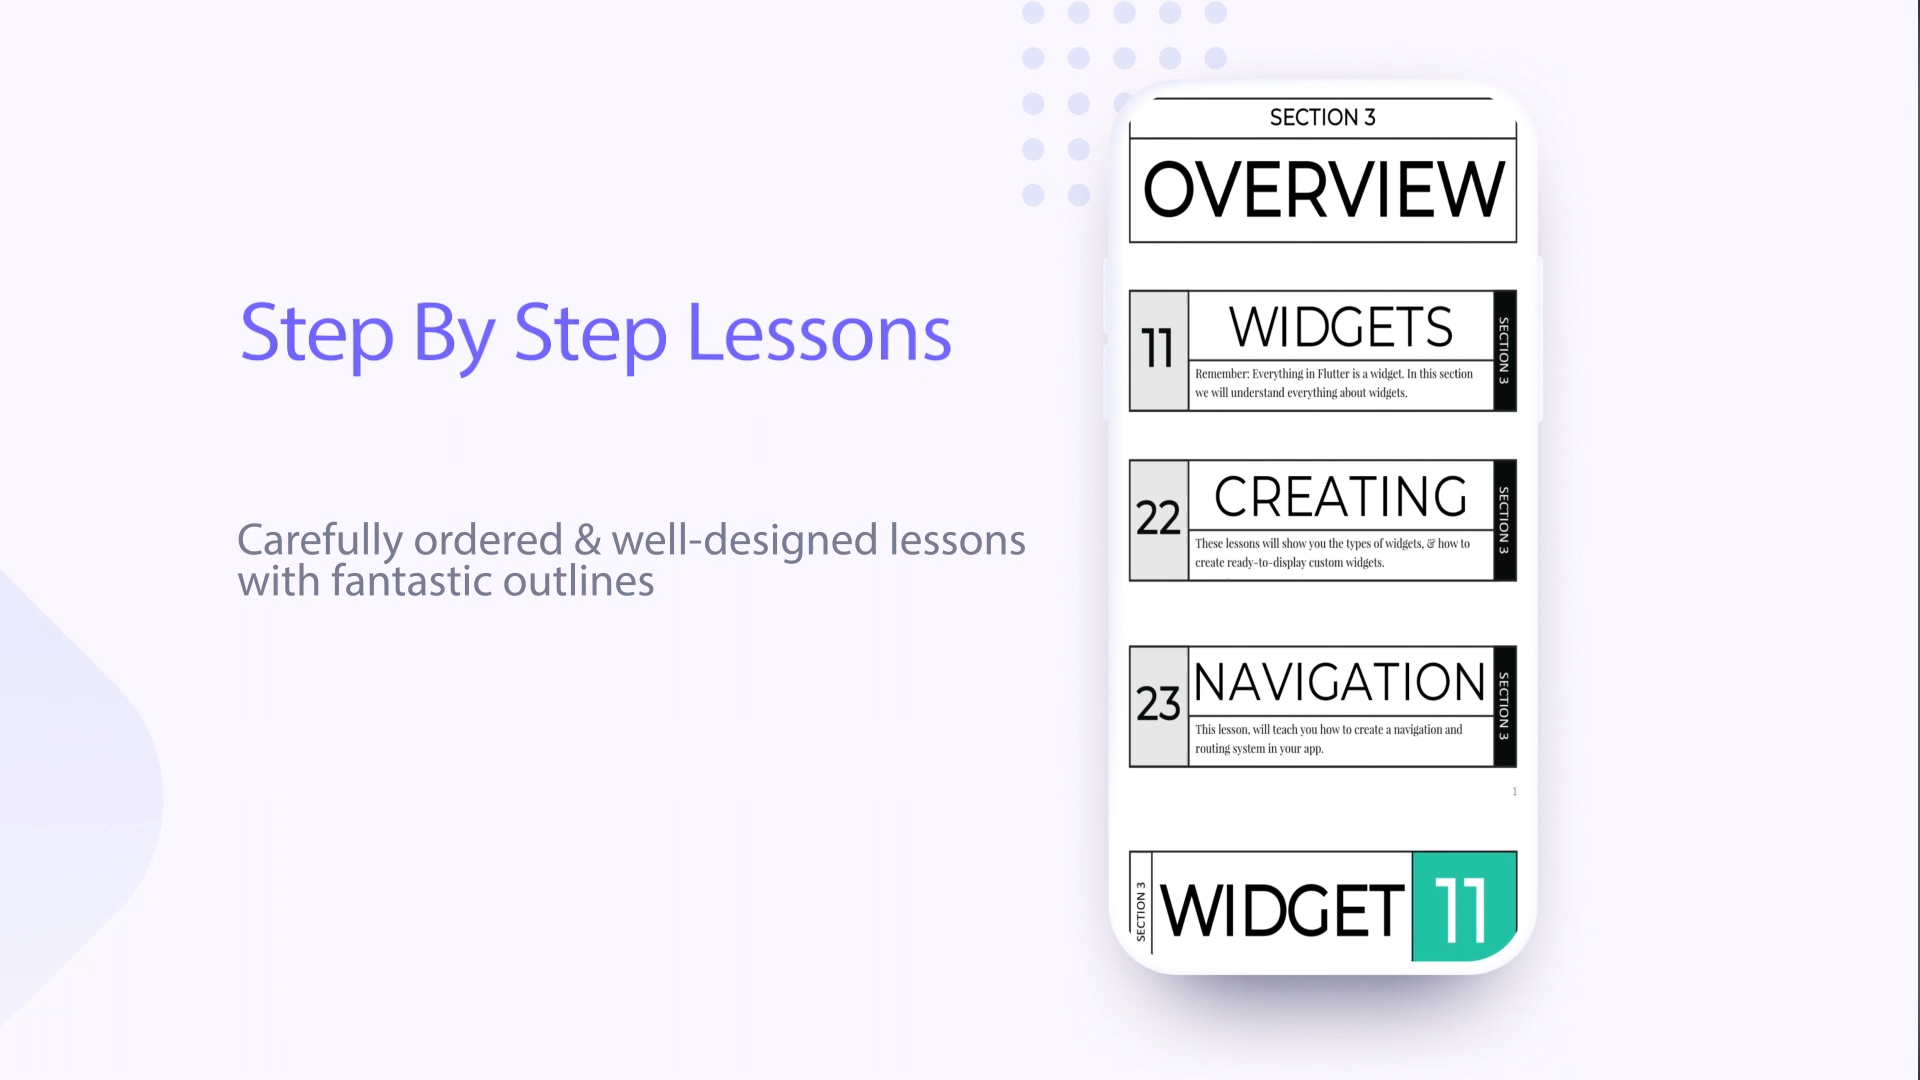 Step By Step Lessons
Carefully ordered & well-designed lessons
with fantastic outlines
SECTION 3
OVERVIEW
11
WIDGETS
Remember: Everything in Flutter is a widget. In this section
we will understand everything about widgets.
SECTION 3
22
CREATING
These lessons will show you the types of widgets, & how to
create ready-to-display custom widgets.
SECTION 3
23
NAVIGATION
This lesson, will teach you how to create a navigation and
routing system in your app.
SECTION 3
1
SECTION 3
WIDGET
11